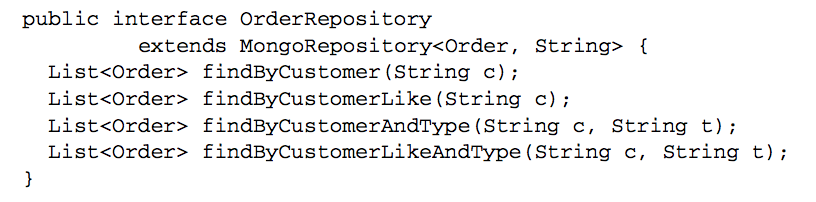 public interface OrderRepository
extends MongoRepository<Order, String> {
List<Order> findByCustomer(String c);
List<Order> findByCustomerLike(String c);
List<Order> findByCustomerAndType(String c, String t);
List<Order> findByCustomerLikeAndType(String c, String t);
}